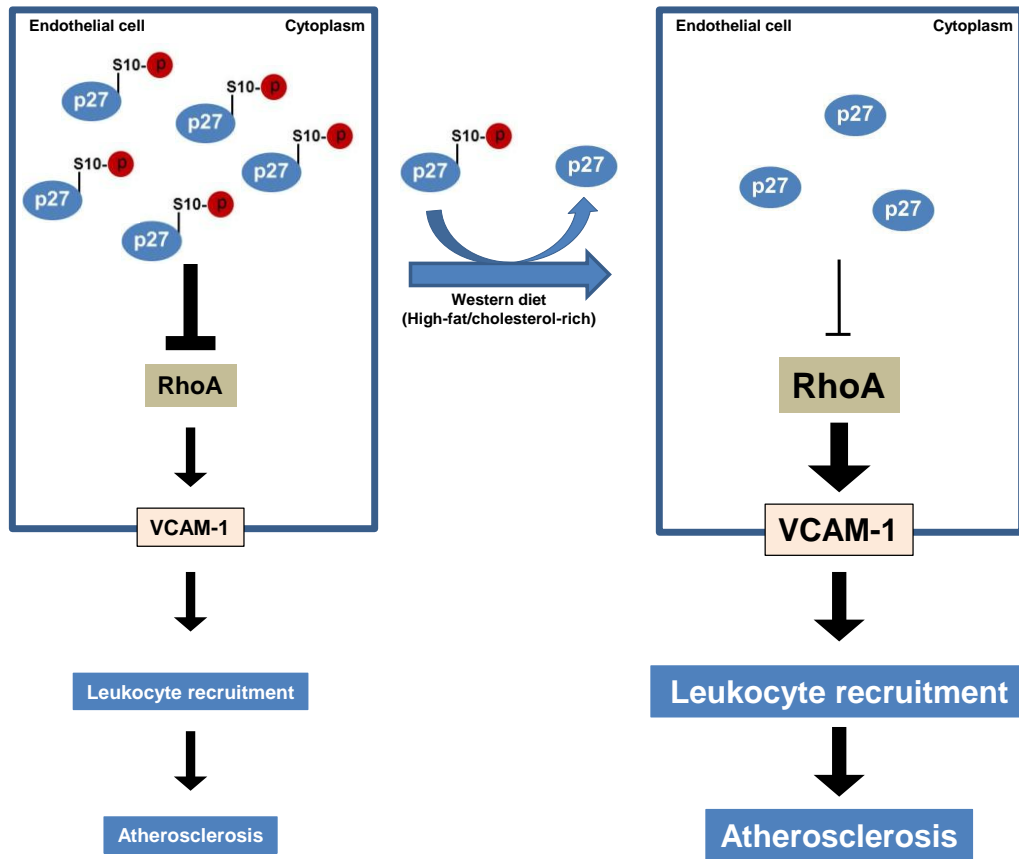 Endothelial cell Cytoplasm
S10-p
p27
S10-p
p27
S10-p
p27
S10-p
p27
S10-p
p27
RhoA
VCAM-1
Leukocyte recruitment
Atherosclerosis
S10-p
p27 p27
Western diet
(High-fat/cholesterol-rich)
Endothelial cell Cytoplasm
p27
p27
p27
RhoA
VCAM-1
Leukocyte recruitment
Atherosclerosis